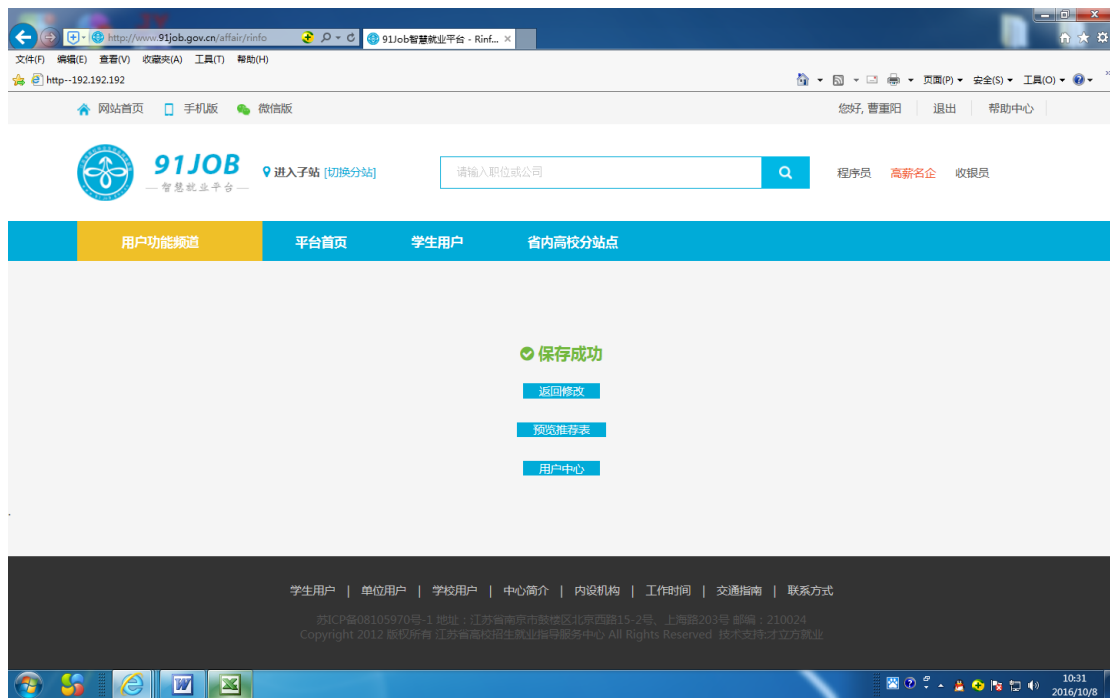 http://www.91job.gov.cn/affair/rinfo
91Job智慧就业平台 - Rinf...
文件(F) 编辑(E) 查看(V) 收藏夹(A) 工具(T) 帮助(H)
http--192.192.192
页面(P) 安全(S) 工具(O)
网站首页 手机版 微信版 您好, 曹重阳 退出 帮助中心
91JOB
智慧就业平台
进入子站 [切换分站]
请输入职位或公司
程序员 高薪名企 收银员
用户功能频道 平台首页 学生用户 省内高校分站点
保存成功
返回修改
预览推荐表
用户中心
学生用户 | 单位用户 | 学校用户 | 中心简介 | 内设机构 | 工作时间 | 交通指南 | 联系方式
苏ICP备08105970号-1 地址：江苏省南京市鼓楼区北京西路15-2号、上海路203号 邮编：210024
Copyright 2012 版权所有 江苏省高校招生就业指导服务中心 All Rights Reserved 技术支持:才立方就业
10:31
2016/10/8